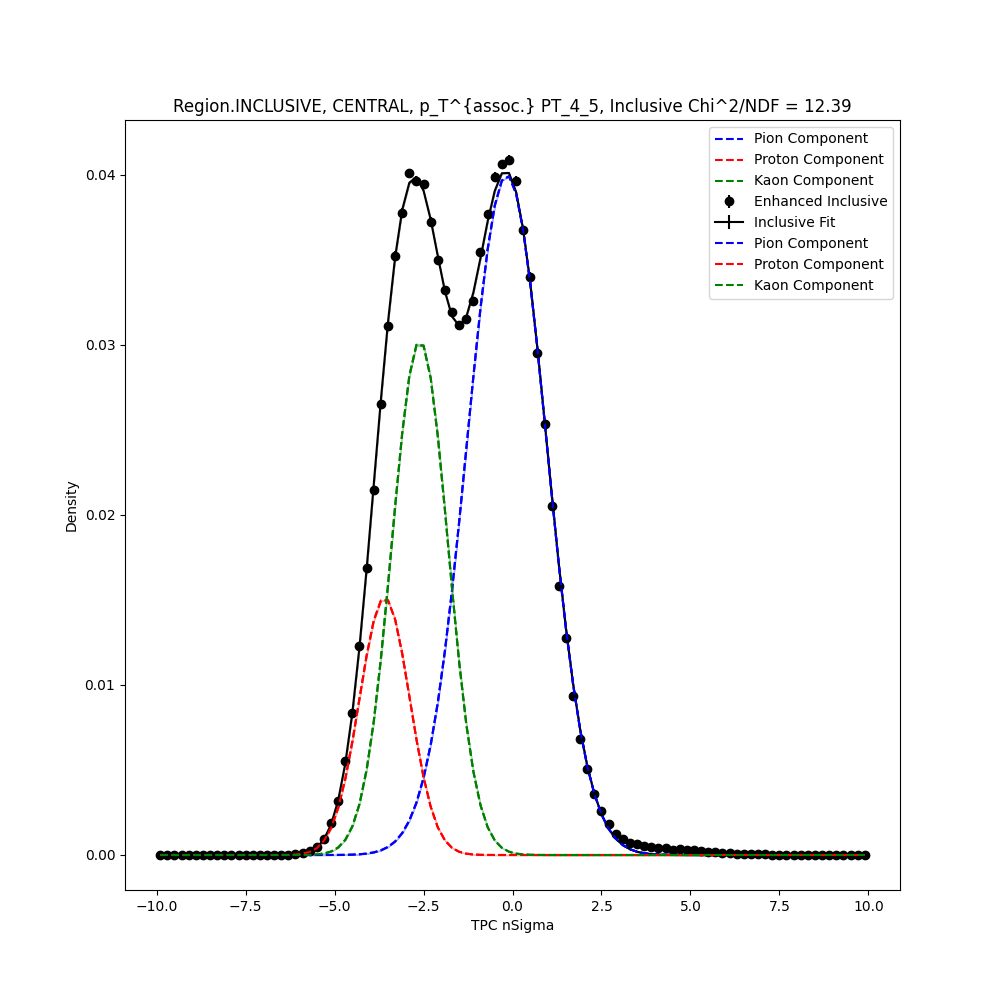 Region.INCLUSIVE, CENTRAL, p_T^{assoc.} PT_4_5, Inclusive Chi^2/NDF = 12.39
Pion Component
Proton Component
Kaon Component
Enhanced Inclusive
Inclusive Fit
Pion Component
Proton Component
Kaon Component
0.04
0.03
0.02
0.01
0.00
Density
−10.0 −7.5 −5.0 −2.5 0.0 2.5 5.0 7.5 10.0
TPC nSigma